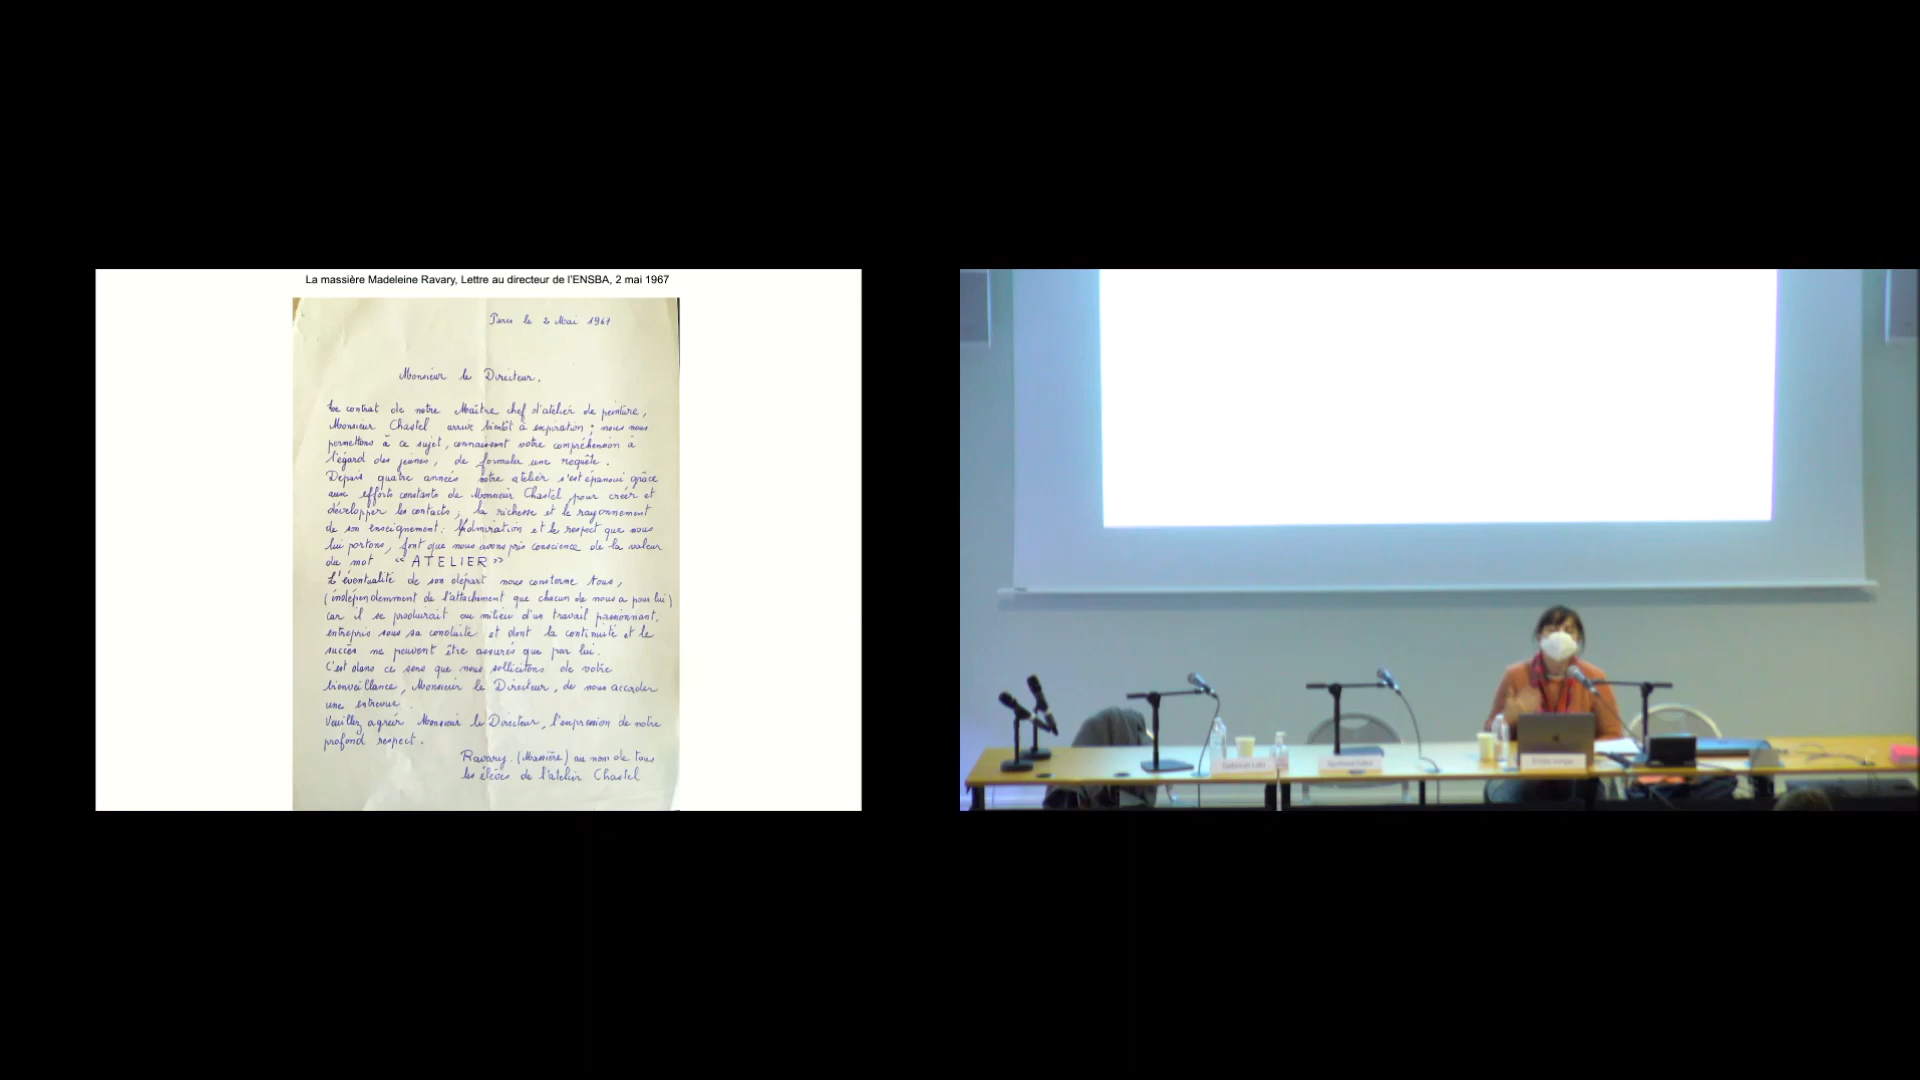 La massière Madeleine Ravary, Lettre au directeur de l'ENSBA, 2 mai 1967
Paris le 2 Mai 1967
Monsieur le Directeur,
Le contrat de notre Maître chef d'atelier de peinture,
Monsieur Chastel arrive bientôt à expiration ; nous nous
permettons à ce sujet, connaissant votre compréhension à
l'égard des jeunes, de formuler une requête.
Depuis quatre années notre atelier s'est épanoui grâce
aux efforts constants de Monsieur Chastel pour créer et
développer les contacts ; la richesse et le rayonnement
de son enseignement. L'admiration et le respect que nous
lui portons, font que nous avons pris conscience de la valeur
du mot "ATELIER"
L'éventualité de son départ nous consterne tous,
(indépendemment de l'attachement que chacun de nous a pour lui)
car il se produirait au milieu d'un travail passionnant,
entrepris sous sa conduite et dont la continuité et le
succès ne peuvent être assurés que par lui.
C'est dans ce sens que nous sollicitons de votre
bienveillance, Monsieur le Directeur, de nous accorder
une entrevue.
Veuillez agréer Monsieur le Directeur, l'expression de notre
profond respect.
Ravary. (Massière) au nom de tous
les élèves de l'atelier Chastel